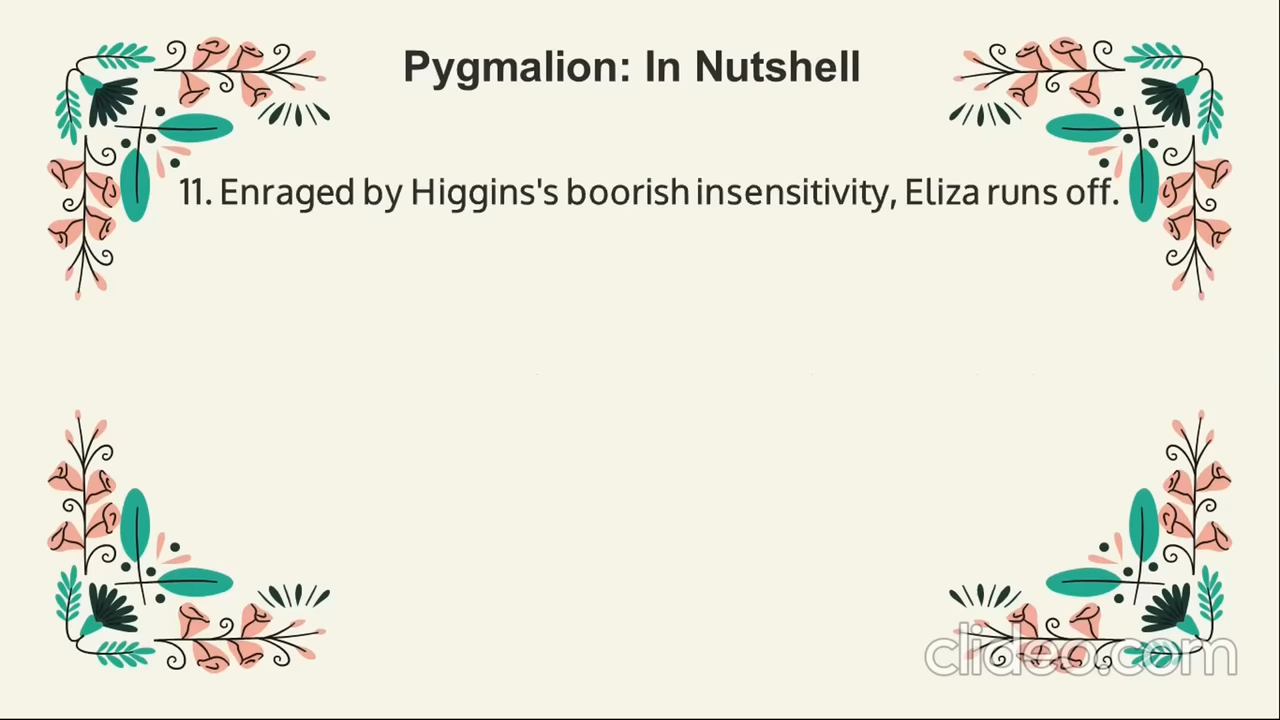 Pygmalion: In Nutshell
11. Enraged by Higgins's boorish insensitivity, Eliza runs off.
clideo.com